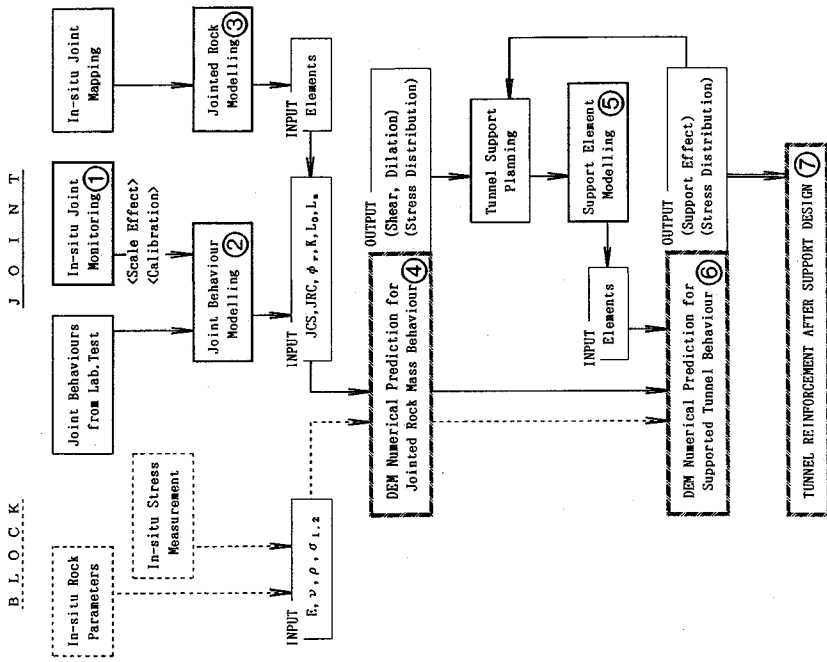 B L O C K
J O I N T
In-situ Rock
Parameters
In-situ Stress
Measurement
Joint Behaviours
from Lab.Test
In-situ Joint
Monitoring ①
In-situ Joint
Mapping
<Scale Effect>
<Calibration>
Joint Behaviour
Modelling ②
Jointed Rock
Modelling ③
INPUT
E, ν, ρ, σ₁.₂
INPUT
JCS, JRC, φᵣ, K, L₀, Lₙ
INPUT
Elements
DEM Numerical Prediction for
Jointed Rock Mass Behaviour ④
OUTPUT
(Shear, Dilation)
(Stress Distribution)
Tunnel Support
Planning
Support Element
Modelling ⑤
INPUT
Elements
DEM Numerical Prediction for
Supported Tunnel Behaviour ⑥
OUTPUT
(Support Effect)
(Stress Distribution)
TUNNEL REINFORCEMENT AFTER SUPPORT DESIGN ⑦